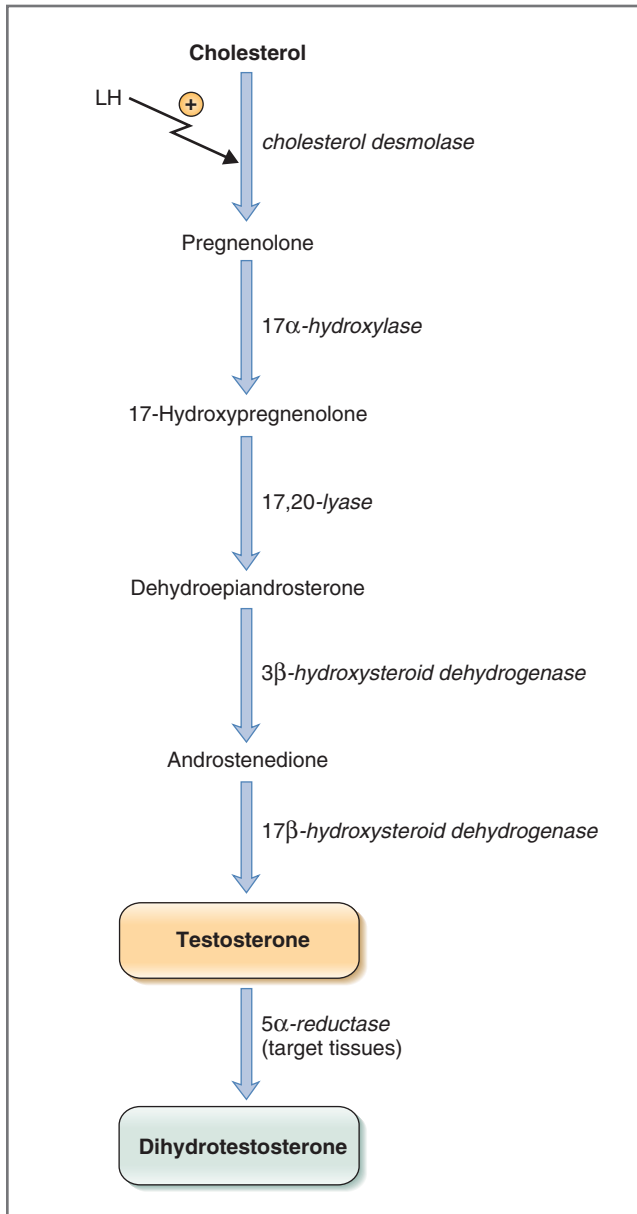 Cholesterol
LH
+
cholesterol desmolase
Pregnenolone
17α-hydroxylase
17-Hydroxypregnenolone
17,20-lyase
Dehydroepiandrosterone
3β-hydroxysteroid dehydrogenase
Androstenedione
17β-hydroxysteroid dehydrogenase
Testosterone
5α-reductase
(target tissues)
Dihydrotestosterone